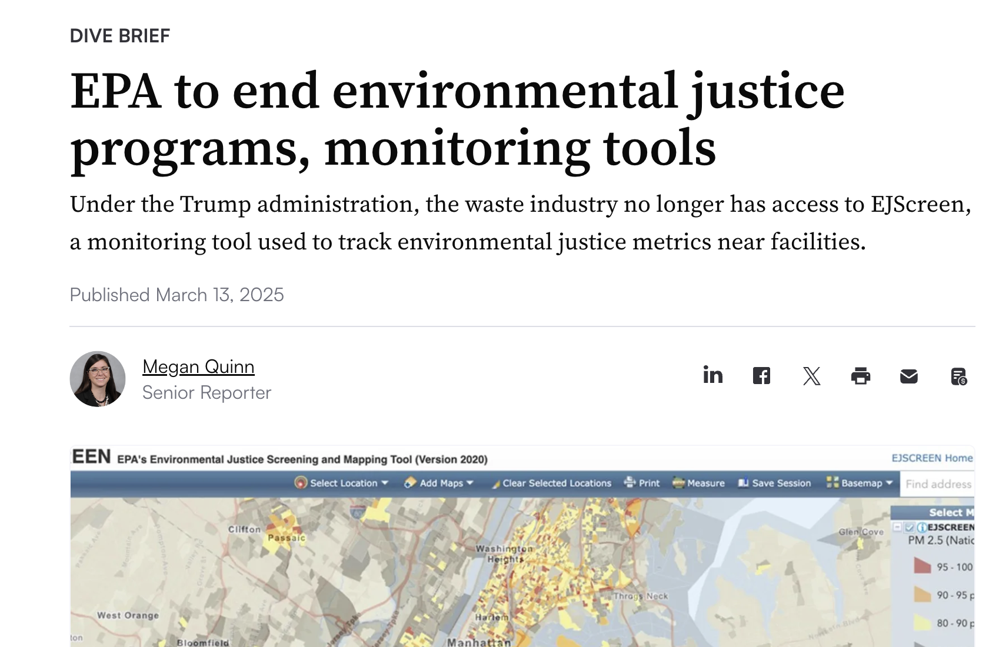 DIVE BRIEF
EPA to end environmental justice
programs, monitoring tools
Under the Trump administration, the waste industry no longer has access to EJScreen,
a monitoring tool used to track environmental justice metrics near facilities.
Published March 13, 2025
Megan Quinn
Senior Reporter
in
EEN EPA's Environmental Justice Screening and Mapping Tool (Version 2020)
EJSCREEN Home
Select Location
Add Maps
Clear Selected Locations
Print
Measure
Save Session
Basemap
Find address
Select M
EJSCREEN
PM 2.5 (Natio
95 - 100
90 - 95 p
80 - 90 p
Clifton
Passaic
Washington
Heights
Glen Cove
Throgs Neck
West Orange
Harlem
Bloomfield
Manhattan
ton